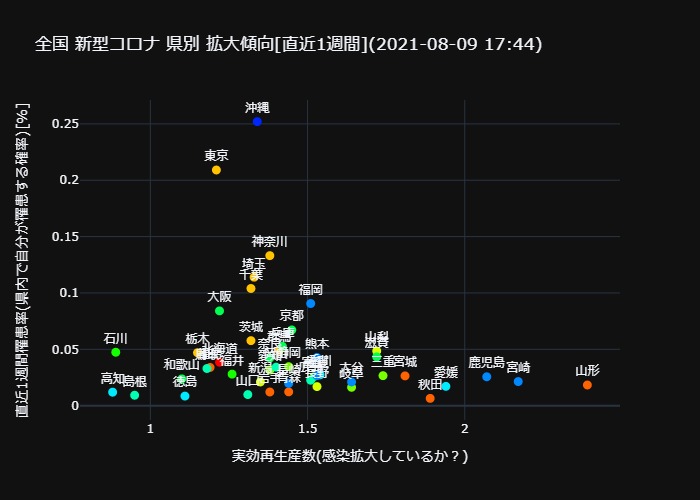 全国 新型コロナ 県別 拡大傾向[直近1週間](2021-08-09 17:44)
直近1週間罹患率(県内で自分が罹患する確率)[%]
0.25
0.2
0.15
0.1
0.05
0
沖縄
東京
神奈川
埼玉
千葉
福岡
大阪
京都
茨城
石川
栃木
熊本
山梨
滋賀
北海道
福井
和歌山
高知
島根
徳島
山口
大分
岐阜
三重
宮城
秋田
愛媛
鹿児島
宮崎
山形
1
1.5
2
実効再生産数(感染拡大しているか？)